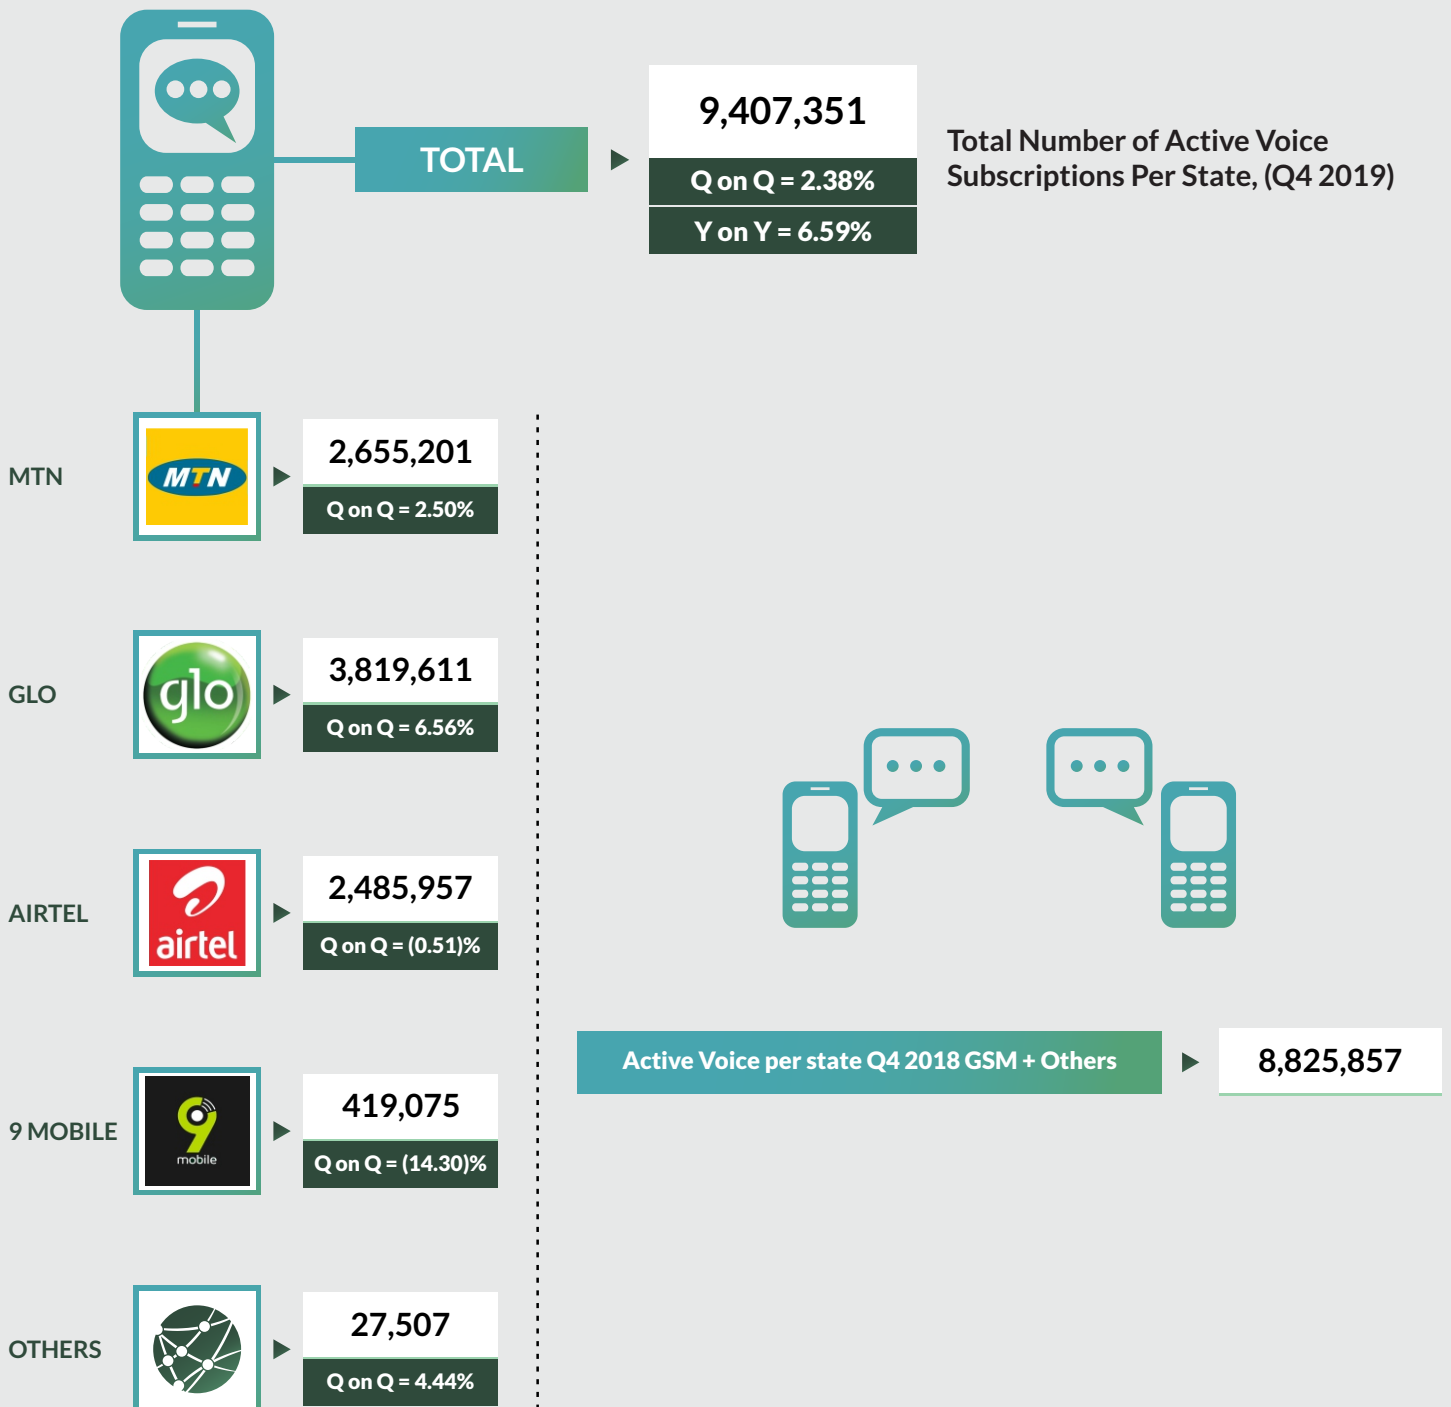 TOTAL
9,407,351
Q on Q = 2.38%
Y on Y = 6.59%
Total Number of Active Voice
Subscriptions Per State, (Q4 2019)
MTN
MTN
2,655,201
Q on Q = 2.50%
GLO
glo
3,819,611
Q on Q = 6.56%
AIRTEL
airtel
2,485,957
Q on Q = (0.51)%
Active Voice per state Q4 2018 GSM + Others
8,825,857
9 MOBILE
9
mobile
419,075
Q on Q = (14.30)%
OTHERS
27,507
Q on Q = 4.44%